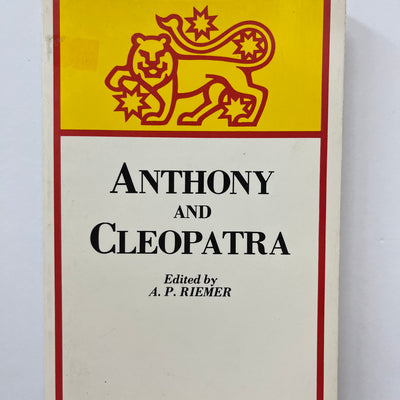 ANTHONY
AND
CLEOPATRA
Edited by
A. P. RIEMER